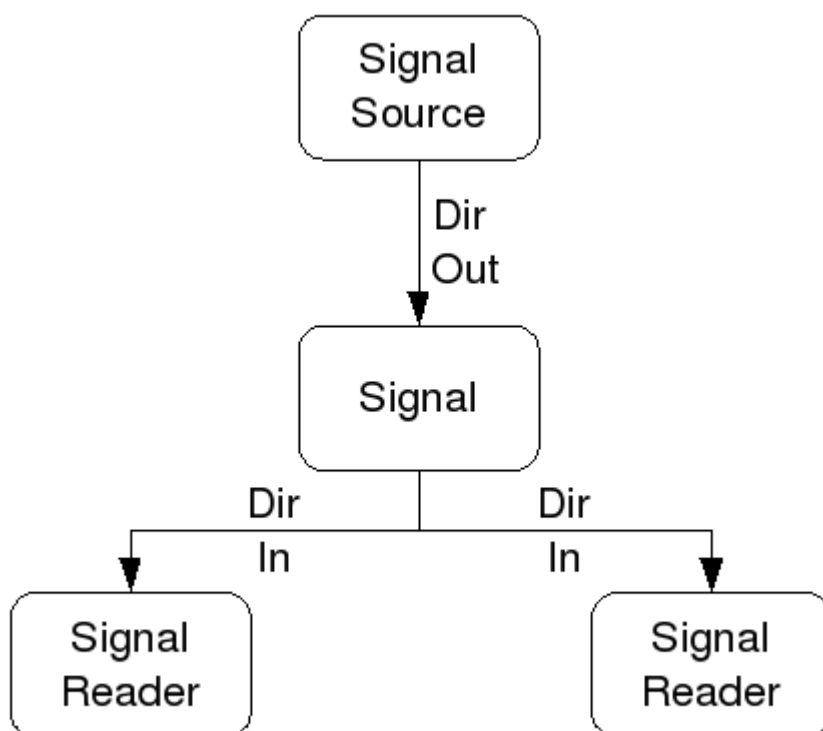 Signal
Source
Dir
Out
Signal
Dir
Dir
In
In
Signal
Reader
Signal
Reader